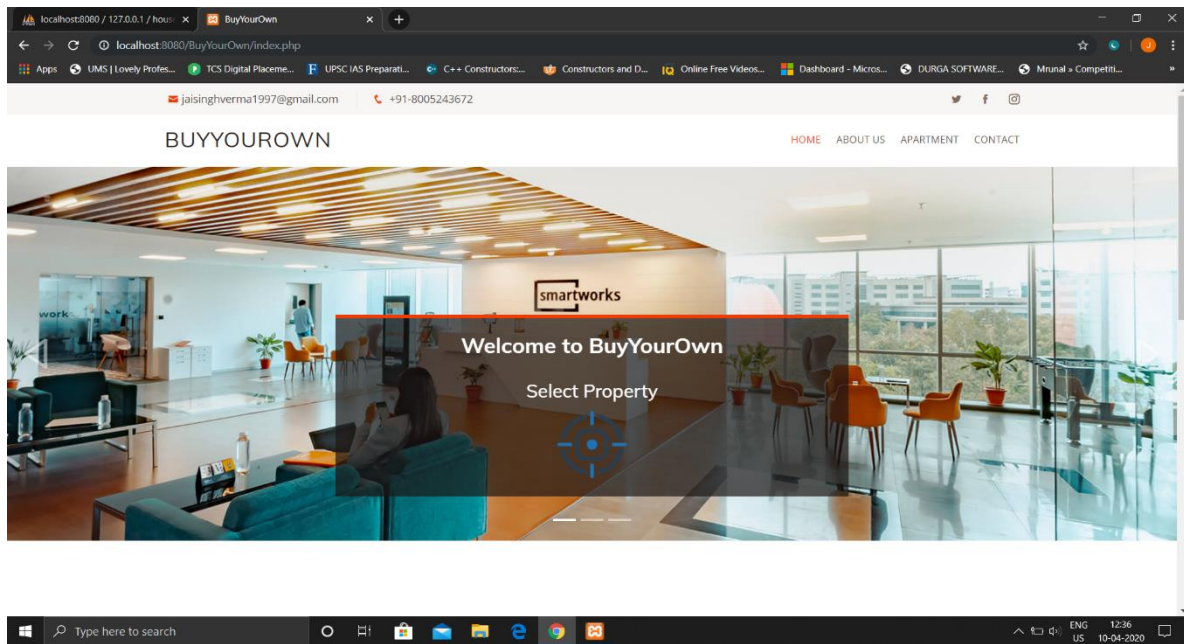 localhost:8080 / 127.0.0.1 / hous
BuyYourOwn
localhost:8080/BuyYourOwn/index.php
Apps
UMS | Lovely Profes...
TCS Digital Placeme...
UPSC IAS Preparati...
C++ Constructors:...
Constructors and D...
Online Free Videos...
Dashboard - Micros...
DURGA SOFTWARE...
Mrunal » Competiti...
»
jaisinghverma1997@gmail.com
+91-8005243672
BUYYOUROWN
HOME ABOUT US APARTMENT CONTACT
smartworks
work
Welcome to BuyYourOwn
Select Property
Type here to search
ENG
US
12:36
10-04-2020